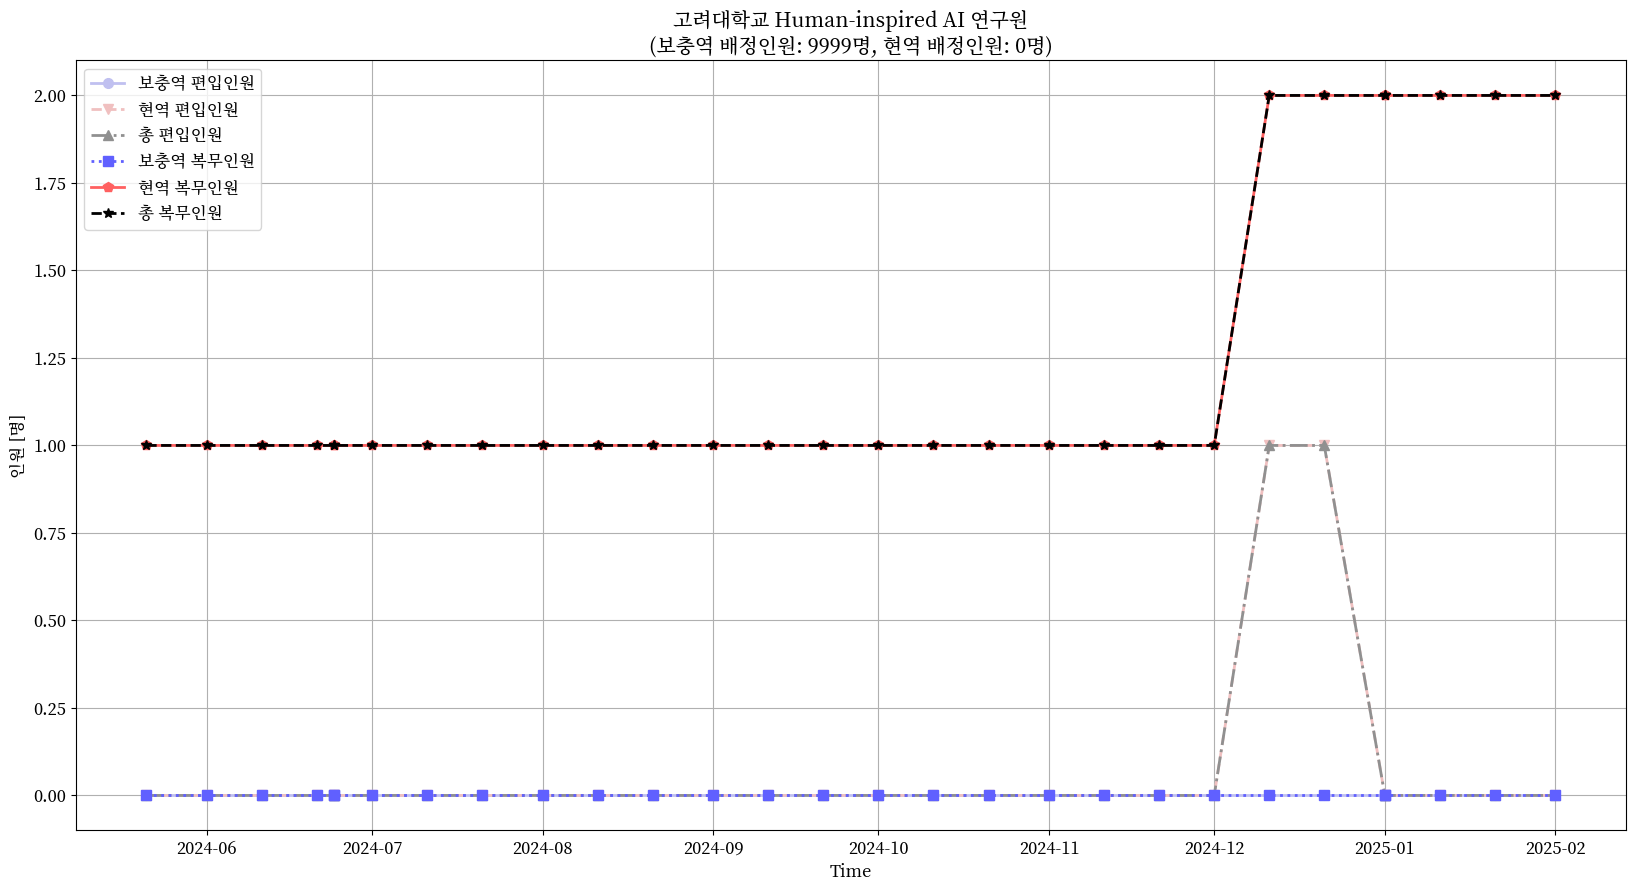 고려대학교 Human-inspired AI 연구원
(보충역 배정인원: 9999명, 현역 배정인원: 0명)
보충역 편입인원
현역 편입인원
총 편입인원
보충역 복무인원
현역 복무인원
총 복무인원
인원 [명]
2.00
1.75
1.50
1.25
1.00
0.75
0.50
0.25
0.00
2024-06 2024-07 2024-08 2024-09 2024-10 2024-11 2024-12 2025-01 2025-02
Time